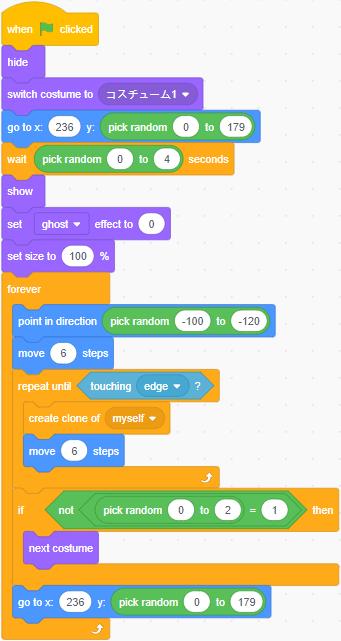 when clicked
hide
switch costume to コスチューム1
go to x: 236 y: pick random 0 to 179
wait pick random 0 to 4 seconds
show
set ghost effect to 0
set size to 100 %
forever
point in direction pick random -100 to -120
move 6 steps
repeat until touching edge ?
create clone of myself
move 6 steps
if not pick random 0 to 2 = 1 then
next costume
go to x: 236 y: pick random 0 to 179